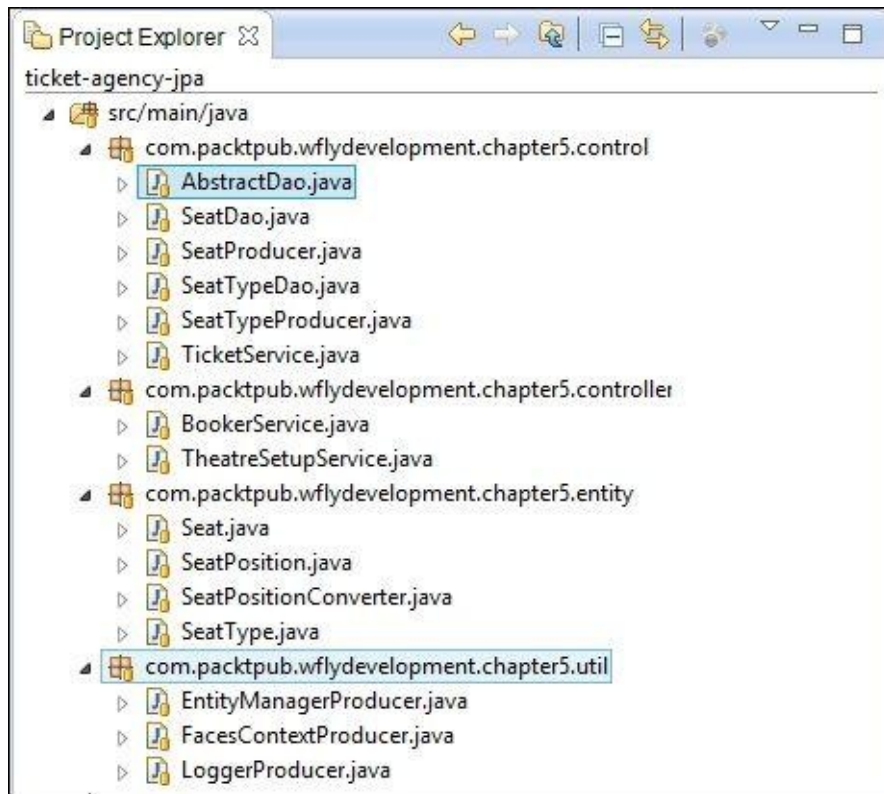 Project Explorer
ticket-agency-jpa
src/main/java
com.packtpub.wflydevelopment.chapter5.control
AbstractDao.java
SeatDao.java
SeatProducer.java
SeatTypeDao.java
SeatTypeProducer.java
TicketService.java
com.packtpub.wflydevelopment.chapter5.controller
BookerService.java
TheatreSetupService.java
com.packtpub.wflydevelopment.chapter5.entity
Seat.java
SeatPosition.java
SeatPositionConverter.java
SeatType.java
com.packtpub.wflydevelopment.chapter5.util
EntityManagerProducer.java
FacesContextProducer.java
LoggerProducer.java